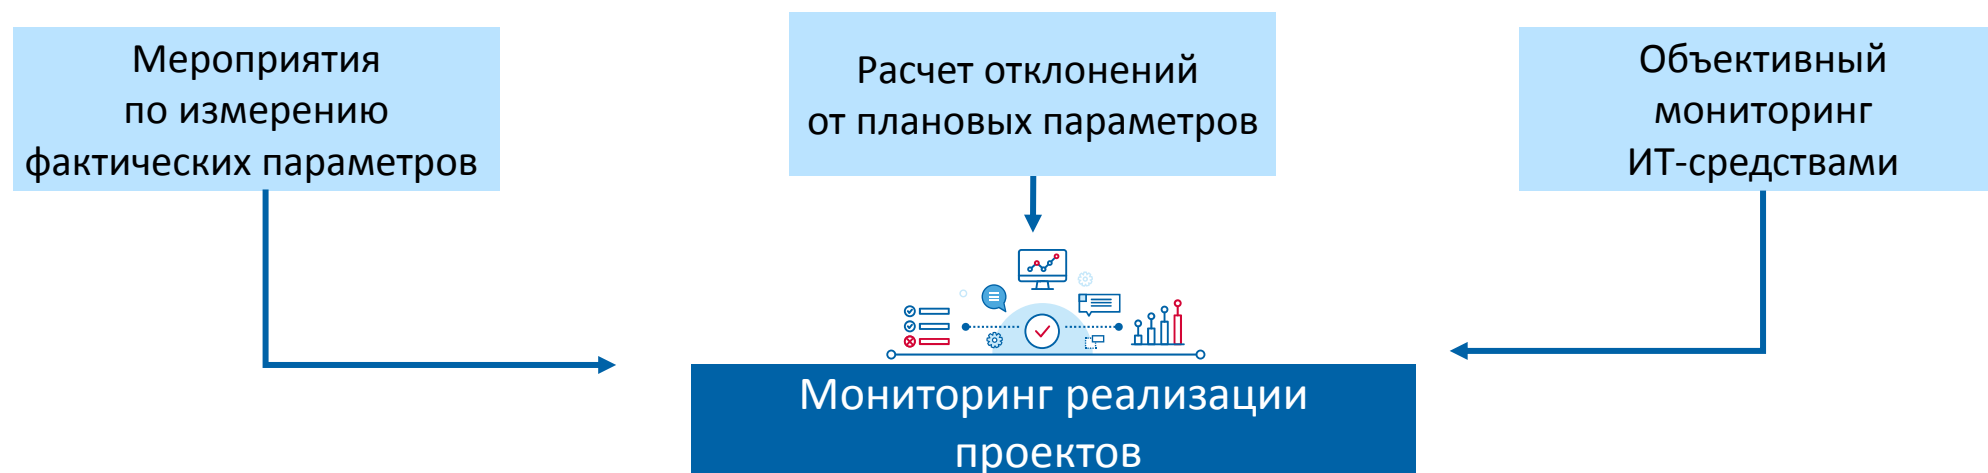 Мероприятия
по измерению
фактических параметров
Расчет отклонений
от плановых параметров
Объективный
мониторинг
ИТ-средствами
Мониторинг реализации
проектов